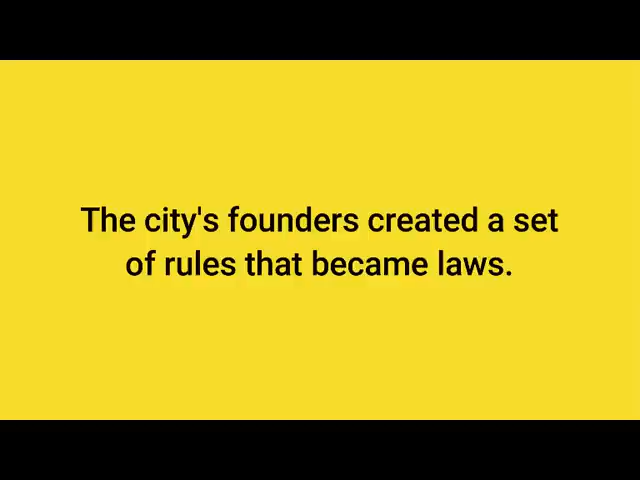 The city's founders created a set
of rules that became laws.